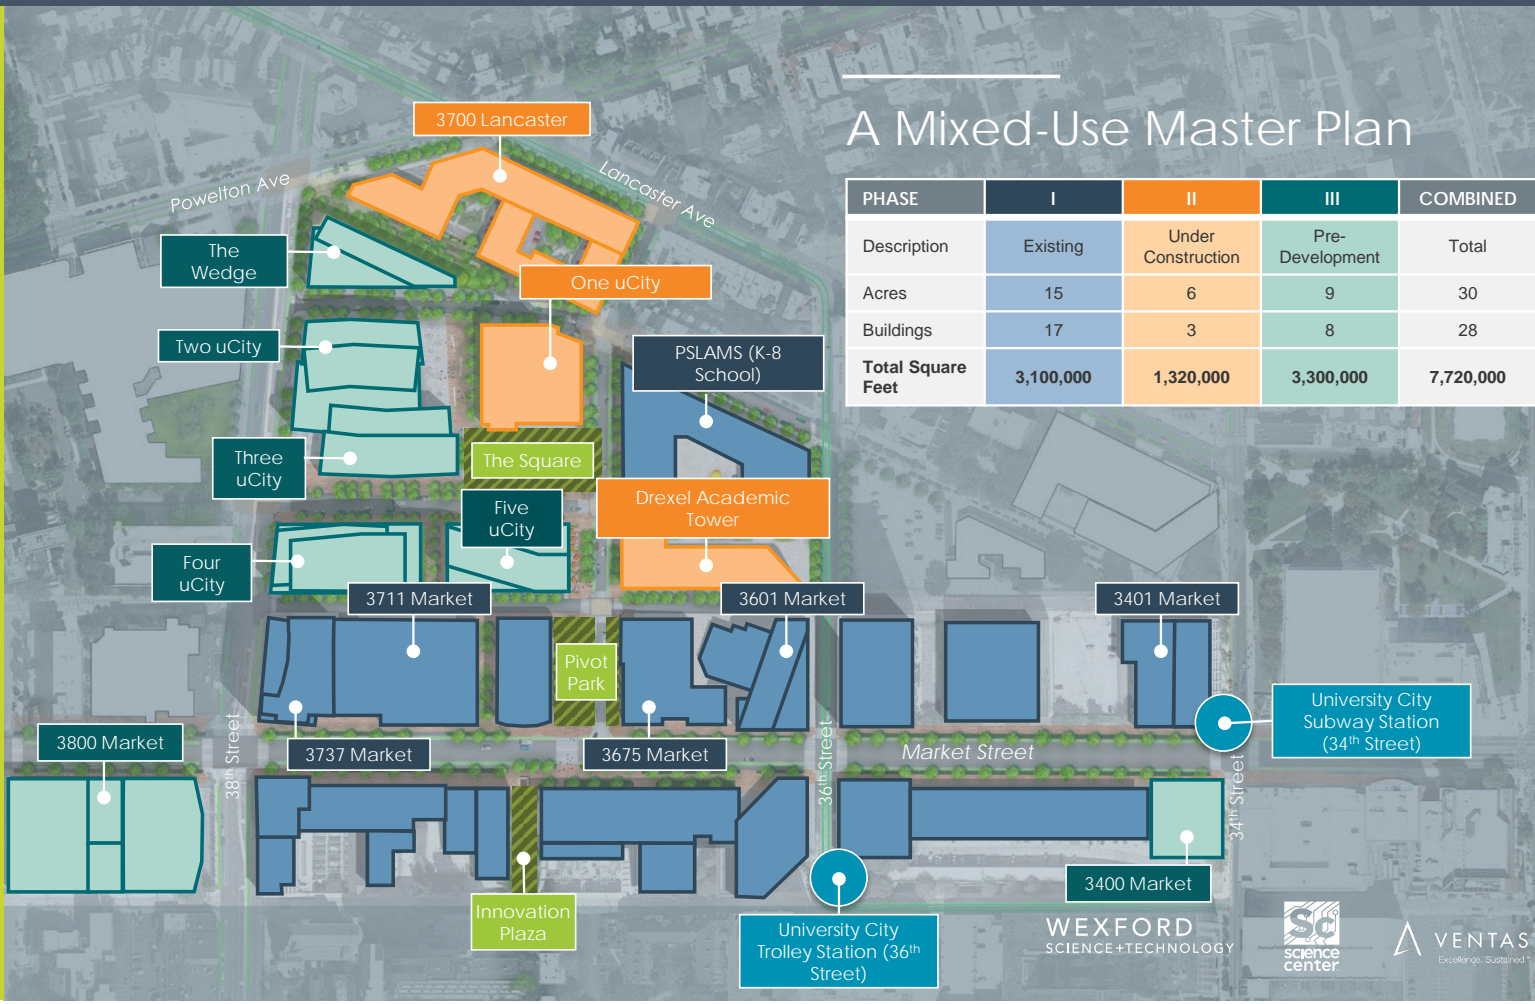 A Mixed-Use Master Plan
PHASE I II III COMBINED
Description Existing Under Construction Pre-Development Total
Acres 15 6 9 30
Buildings 17 3 8 28
Total Square Feet 3,100,000 1,320,000 3,300,000 7,720,000
3700 Lancaster
Powelton Ave
Lancaster Ave
The
Wedge
One uCity
Two uCity
PSLAMS (K-8
School)
Three
uCity
The Square
Five
uCity
Drexel Academic
Tower
Four
uCity
3711 Market
3601 Market
3401 Market
Pivot
Park
University City
Subway Station
(34th Street)
3800 Market
38th Street
3737 Market
3675 Market
36th Street
Market Street
34th Street
3400 Market
Innovation
Plaza
University City
Trolley Station (36th
Street)
WEXFORD
SCIENCE+TECHNOLOGY
Sc
science
center
VENTAS
Excellence. Sustained.™